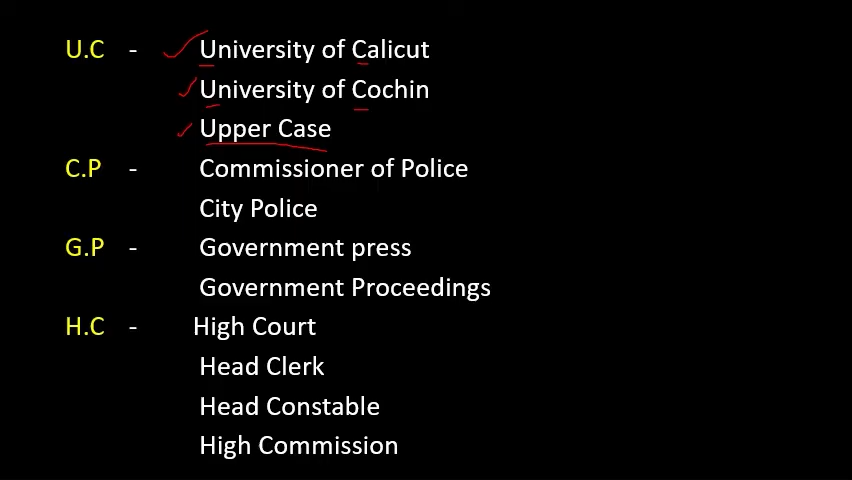 U.C - University of Calicut
University of Cochin
Upper Case
C.P - Commissioner of Police
City Police
G.P - Government press
Government Proceedings
H.C - High Court
Head Clerk
Head Constable
High Commission